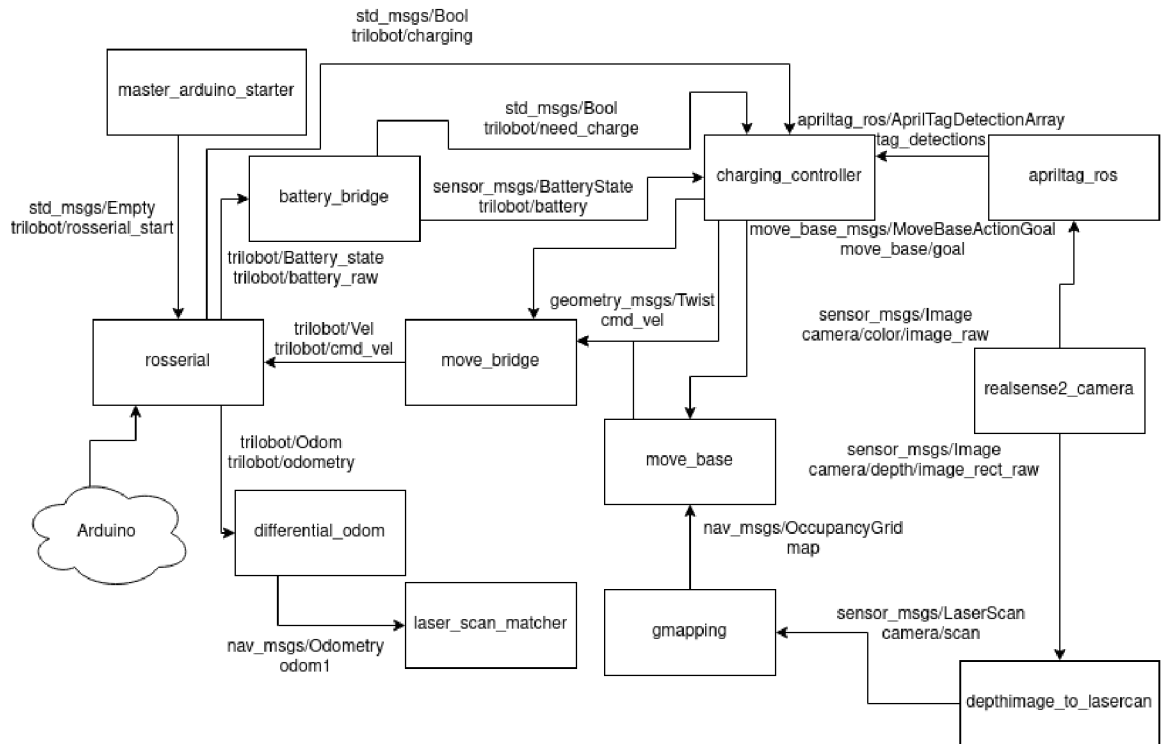 std_msgs/Bool
trilobot/charging
master_arduino_starter
std_msgs/Bool
trilobot/need_charge
apriltag_ros/AprilTagDetectionArray
tag_detections
battery_bridge
sensor_msgs/BatteryState
trilobot/battery
charging_controller
apriltag_ros
std_msgs/Empty
trilobot/rosserial_start
trilobot/Battery_state
trilobot/battery_raw
move_base_msgs/MoveBaseActionGoal
move_base/goal
geometry_msgs/Twist
cmd_vel
sensor_msgs/Image
camera/color/image_raw
rosserial
trilobot/Vel
trilobot/cmd_vel
move_bridge
realsense2_camera
trilobot/Odom
trilobot/odometry
move_base
sensor_msgs/Image
camera/depth/image_rect_raw
Arduino
differential_odom
nav_msgs/OccupancyGrid
map
laser_scan_matcher
gmapping
sensor_msgs/LaserScan
camera/scan
nav_msgs/Odometry
odom1
depthimage_to_lasercan